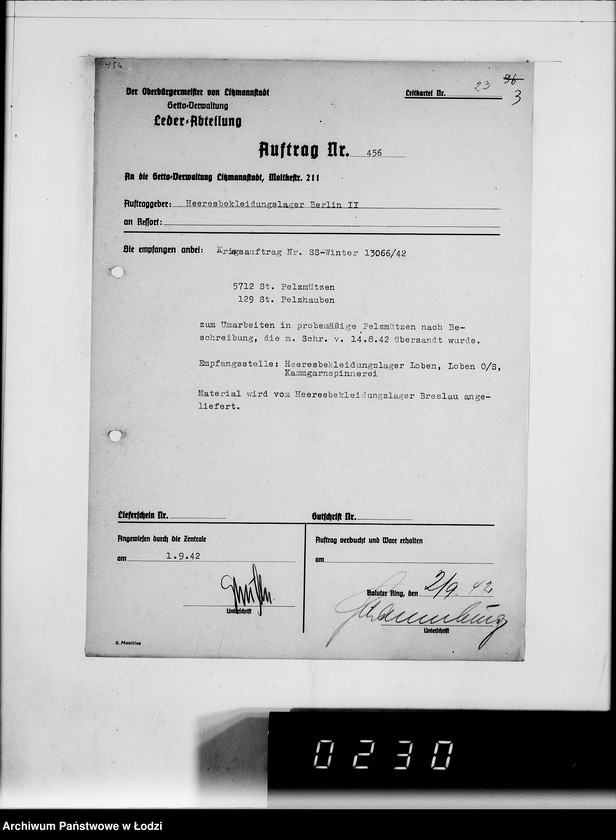 456
Der Oberbürgermeister von Litzmannstadt
Getto-Verwaltung
Leder-Abteilung
Leitkartei Nr. 23
96
3
Auftrag Nr. 456
An die Getto-Verwaltung Litzmannstadt, Moltkestr. 211
Auftraggeber: Heeresbekleidungslager Berlin II
an Ressort:
Sie empfangen anbei: Kriegsauftrag Nr. SS-Winter 13066/42
5712 St. Pelzmützen
129 St. Pelzhauben
zum Umarbeiten in probemäßige Pelzmützen nach Be-
schreibung, die m. Schr. v. 14.8.42 übersandt wurde.
Empfangsstelle: Heeresbekleidungslager Loben, Loben O/S,
Kammgarnspinnerei
Material wird vom Heeresbekleidungslager Breslau ange-
liefert.
Lieferschein Nr.
Gutschrift Nr.
Angewiesen durch die Zentrale
am 1.9.42
Unterschrift
Auftrag verbucht und Ware erhalten
am
Baluter Ring, den 2/9. 42
Unterschrift
S. Manitius
0230
Archiwum Państwowe w Łodzi